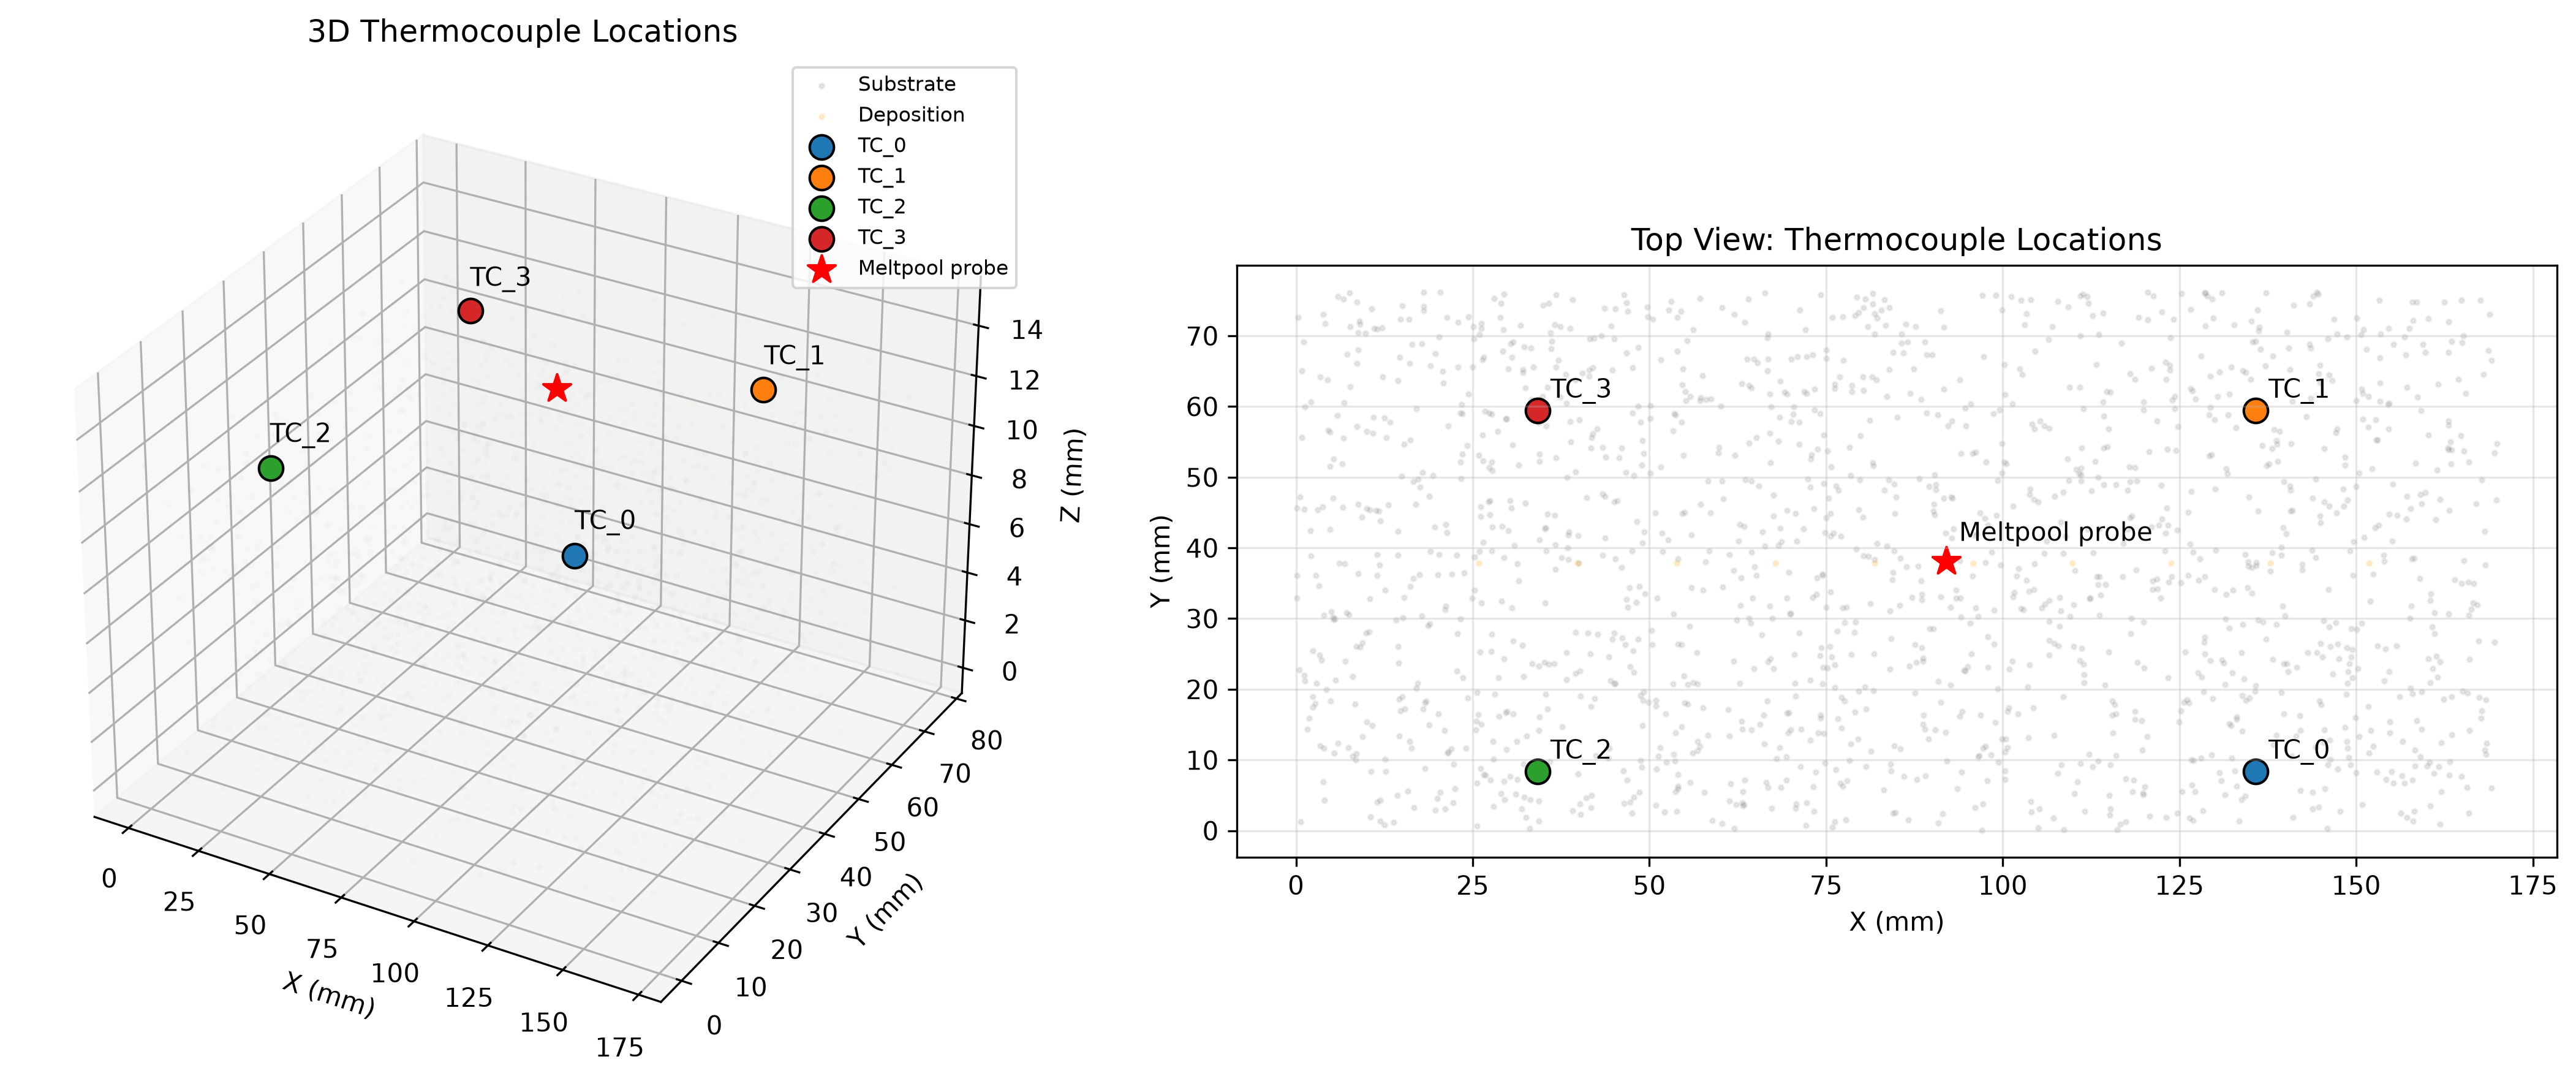 3D Thermocouple Locations
Substrate
Deposition
TC_0
TC_1
TC_2
TC_3
Meltpool probe
TC_3
TC_1
TC_2
TC_0
14
12
10
8
6
4
2
0
Z (mm)
80
70
60
50
40
30
20
10
0
Y (mm)
0
25
50
75
100
125
150
175
X (mm)
Top View: Thermocouple Locations
70
60
50
40
30
20
10
0
Y (mm)
TC_3
TC_1
Meltpool probe
TC_2
TC_0
0 25 50 75 100 125 150 175
X (mm)